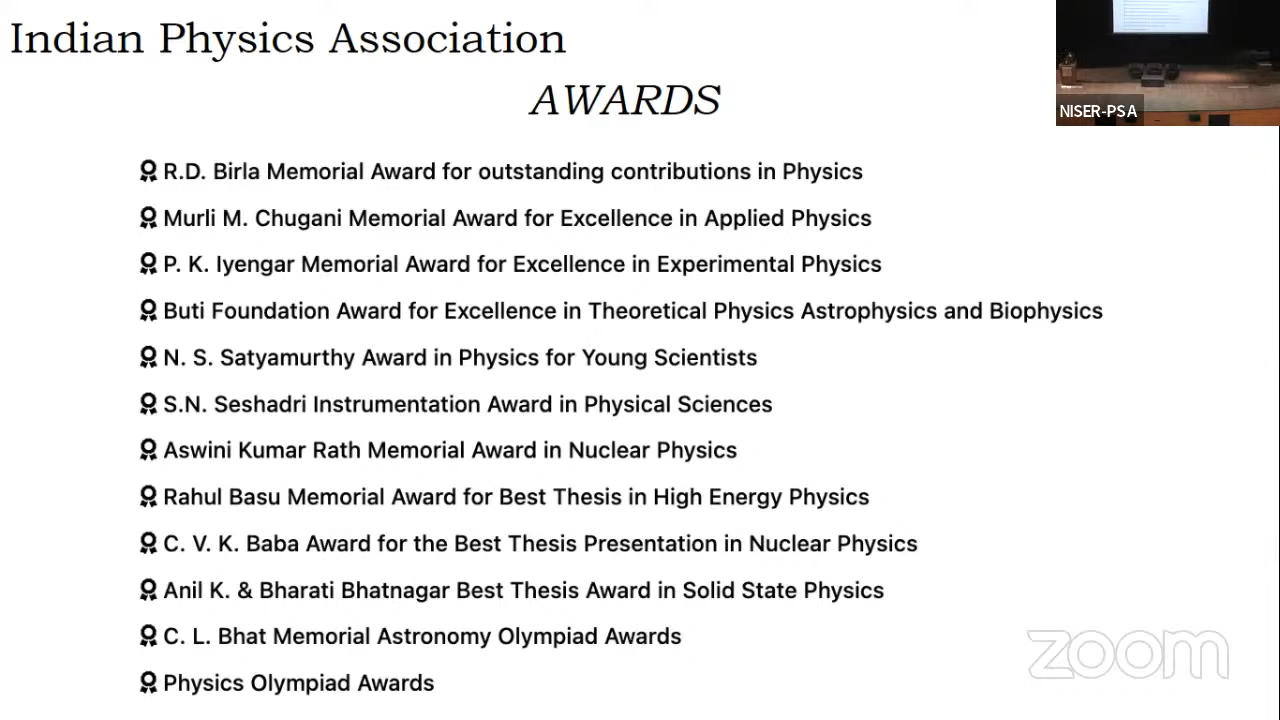 Indian Physics Association
AWARDS
R.D. Birla Memorial Award for outstanding contributions in Physics
Murli M. Chugani Memorial Award for Excellence in Applied Physics
P. K. Iyengar Memorial Award for Excellence in Experimental Physics
Buti Foundation Award for Excellence in Theoretical Physics Astrophysics and Biophysics
N. S. Satyamurthy Award in Physics for Young Scientists
S.N. Seshadri Instrumentation Award in Physical Sciences
Aswini Kumar Rath Memorial Award in Nuclear Physics
Rahul Basu Memorial Award for Best Thesis in High Energy Physics
C. V. K. Baba Award for the Best Thesis Presentation in Nuclear Physics
Anil K. & Bharati Bhatnagar Best Thesis Award in Solid State Physics
C. L. Bhat Memorial Astronomy Olympiad Awards
Physics Olympiad Awards
NISER-PSA
zoom